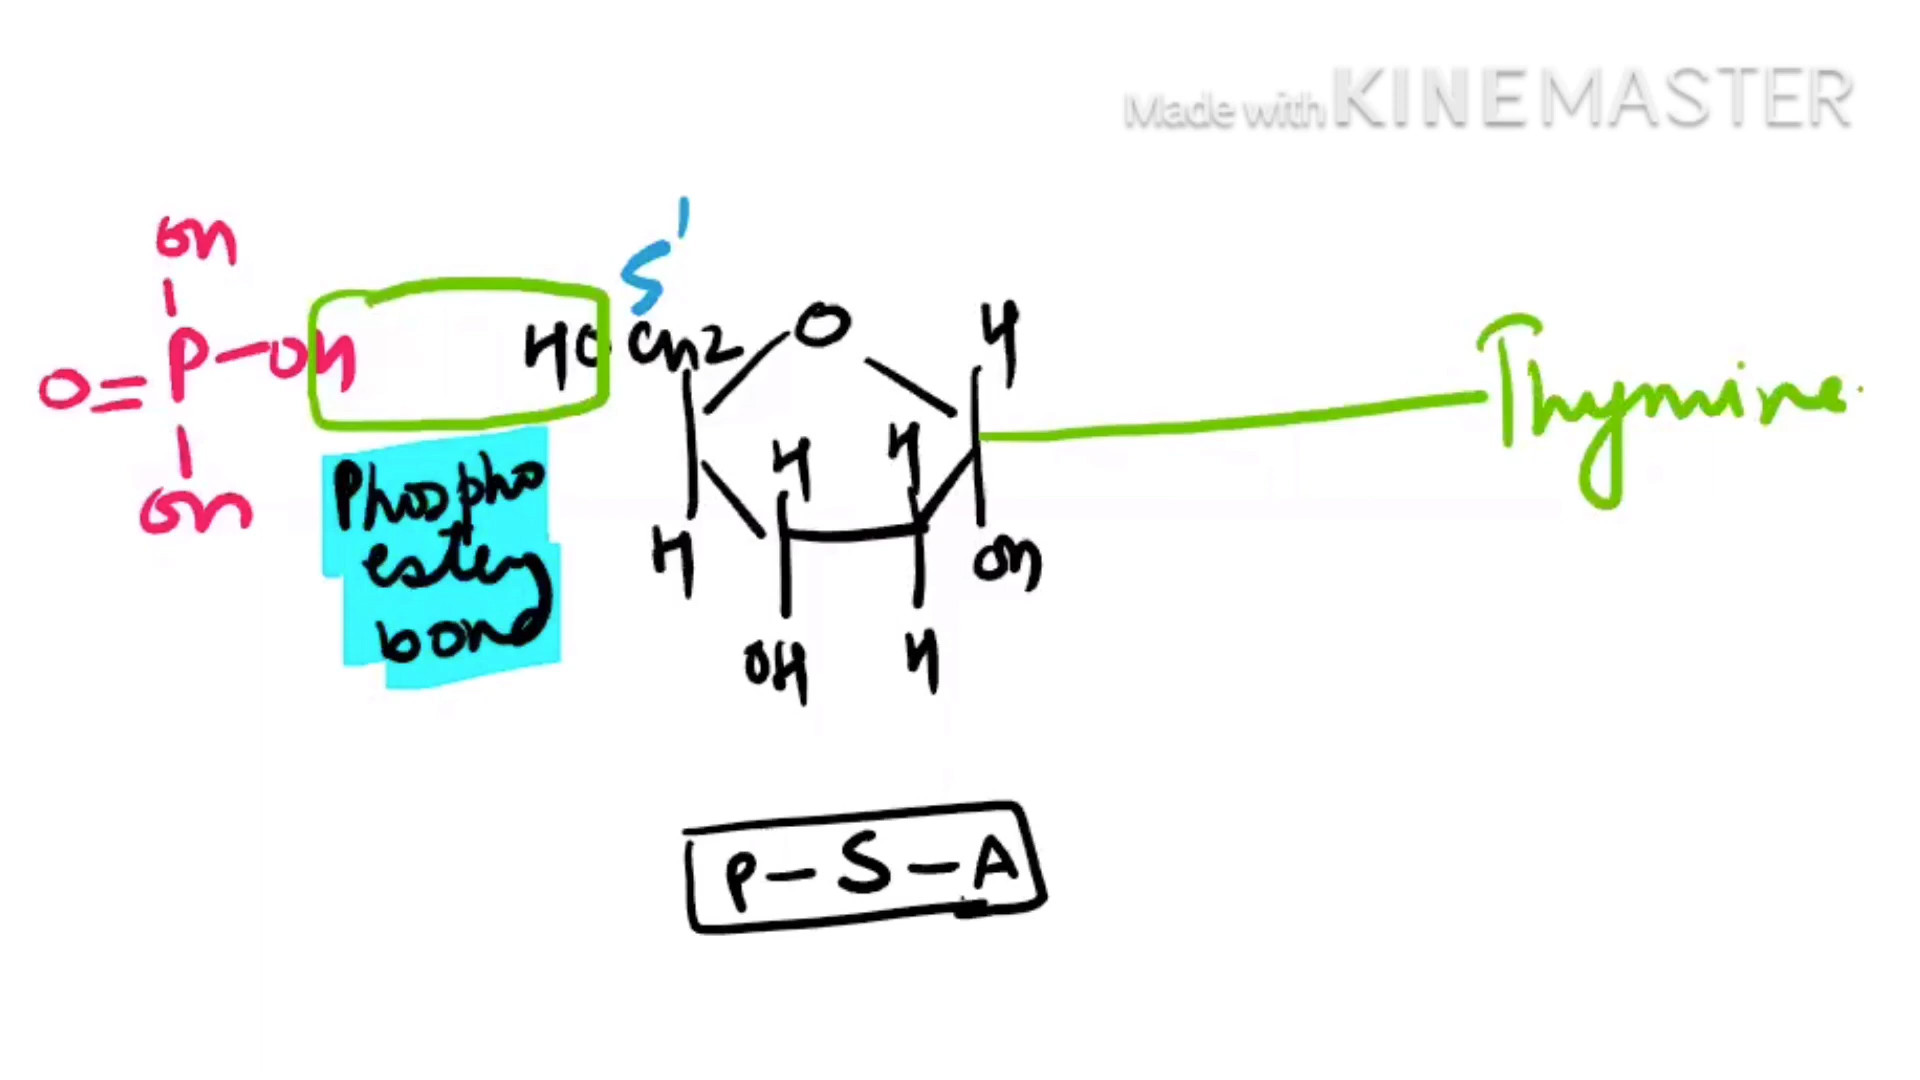 Made with KINEMASTER
OH
5'
O=P-OH
HO CH2
O
H
Thymine
OH
H
H
H
OH
OH
H
Phospho
ester
bond
P-S-A